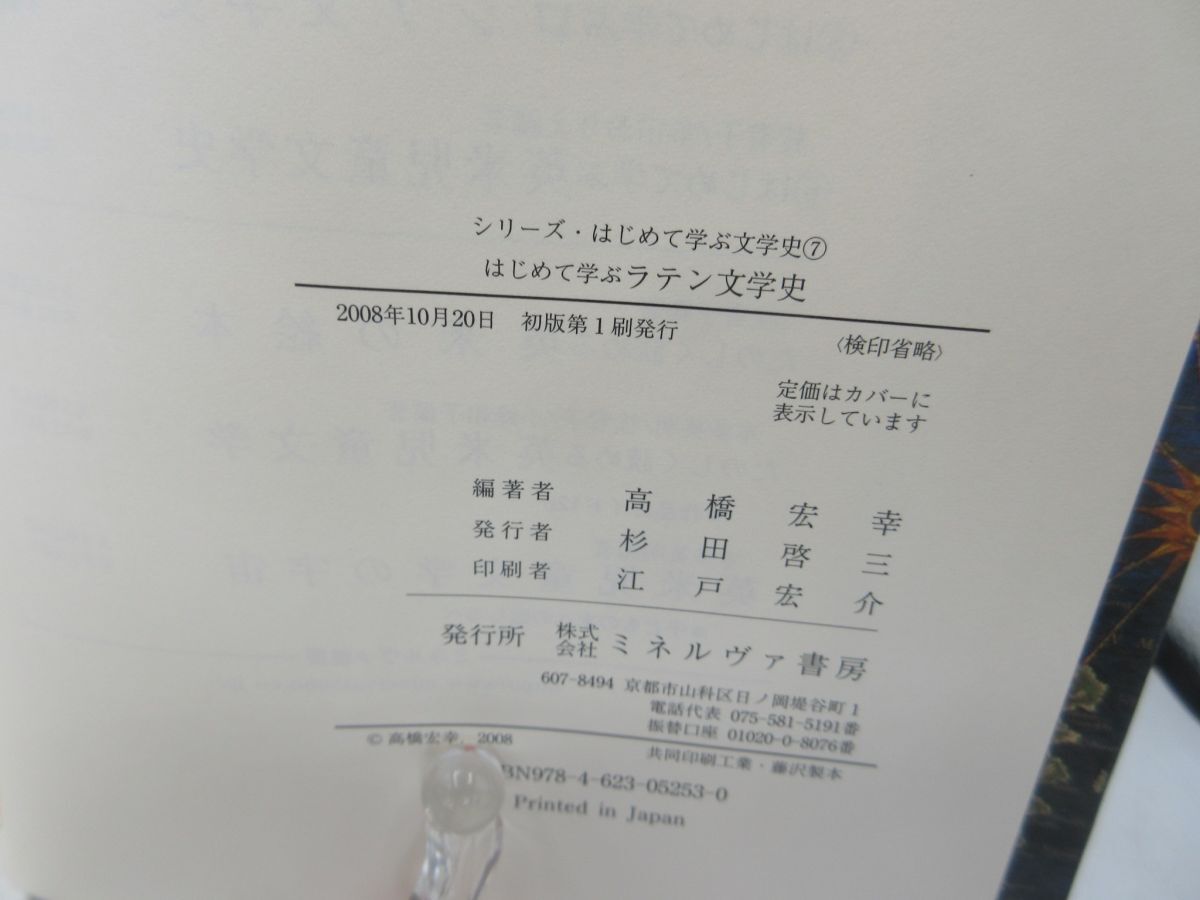 シリーズ・はじめて学ぶ文学史⑦
はじめて学ぶラテン文学史
2008年10月20日 初版第1刷発行 〈検印省略〉
定価はカバーに
表示しています
編著者 高橋宏幸
発行者 杉田啓三
印刷者 江戸宏介
発行所 株式会社 ミネルヴァ書房
607-8494 京都市山科区日ノ岡堤谷町1
電話代表 075-581-5191番
振替口座 01020-0-8076番
© 高橋宏幸, 2008 共同印刷工業・藤沢製本
BN978-4-623-05253-0
Printed in Japan